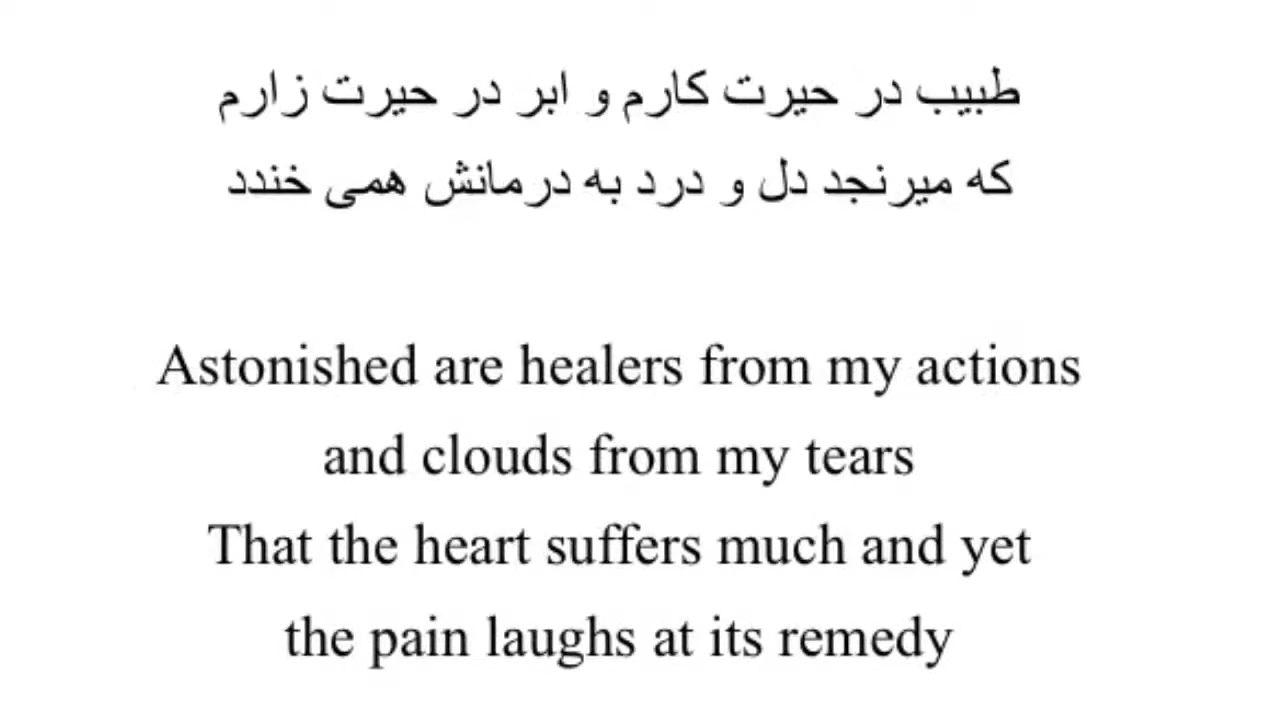 طبیب در حیرت کارم و ابر در حیرت زارم
که میرنجد دل و درد به درمانش همی خندد
Astonished are healers from my actions
and clouds from my tears
That the heart suffers much and yet
the pain laughs at its remedy